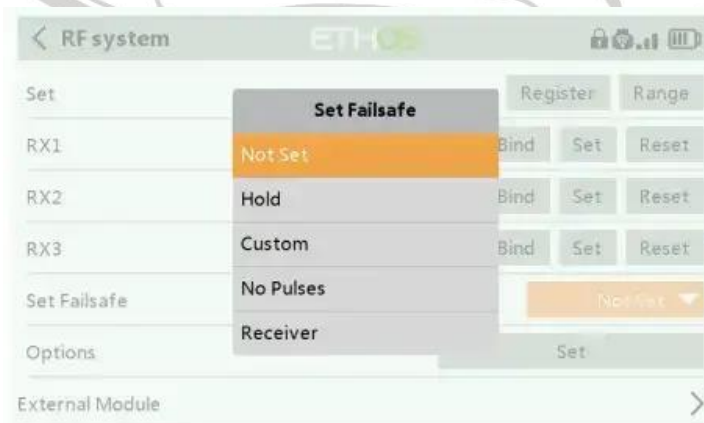 RF system ETHOS
Set Register Range
Set Failsafe
RX1 Bind Set Reset
Not Set
RX2 Hold Bind Set Reset
RX3 Custom Bind Set Reset
Set Failsafe No Pulses Not Set
Receiver
Options Set
External Module